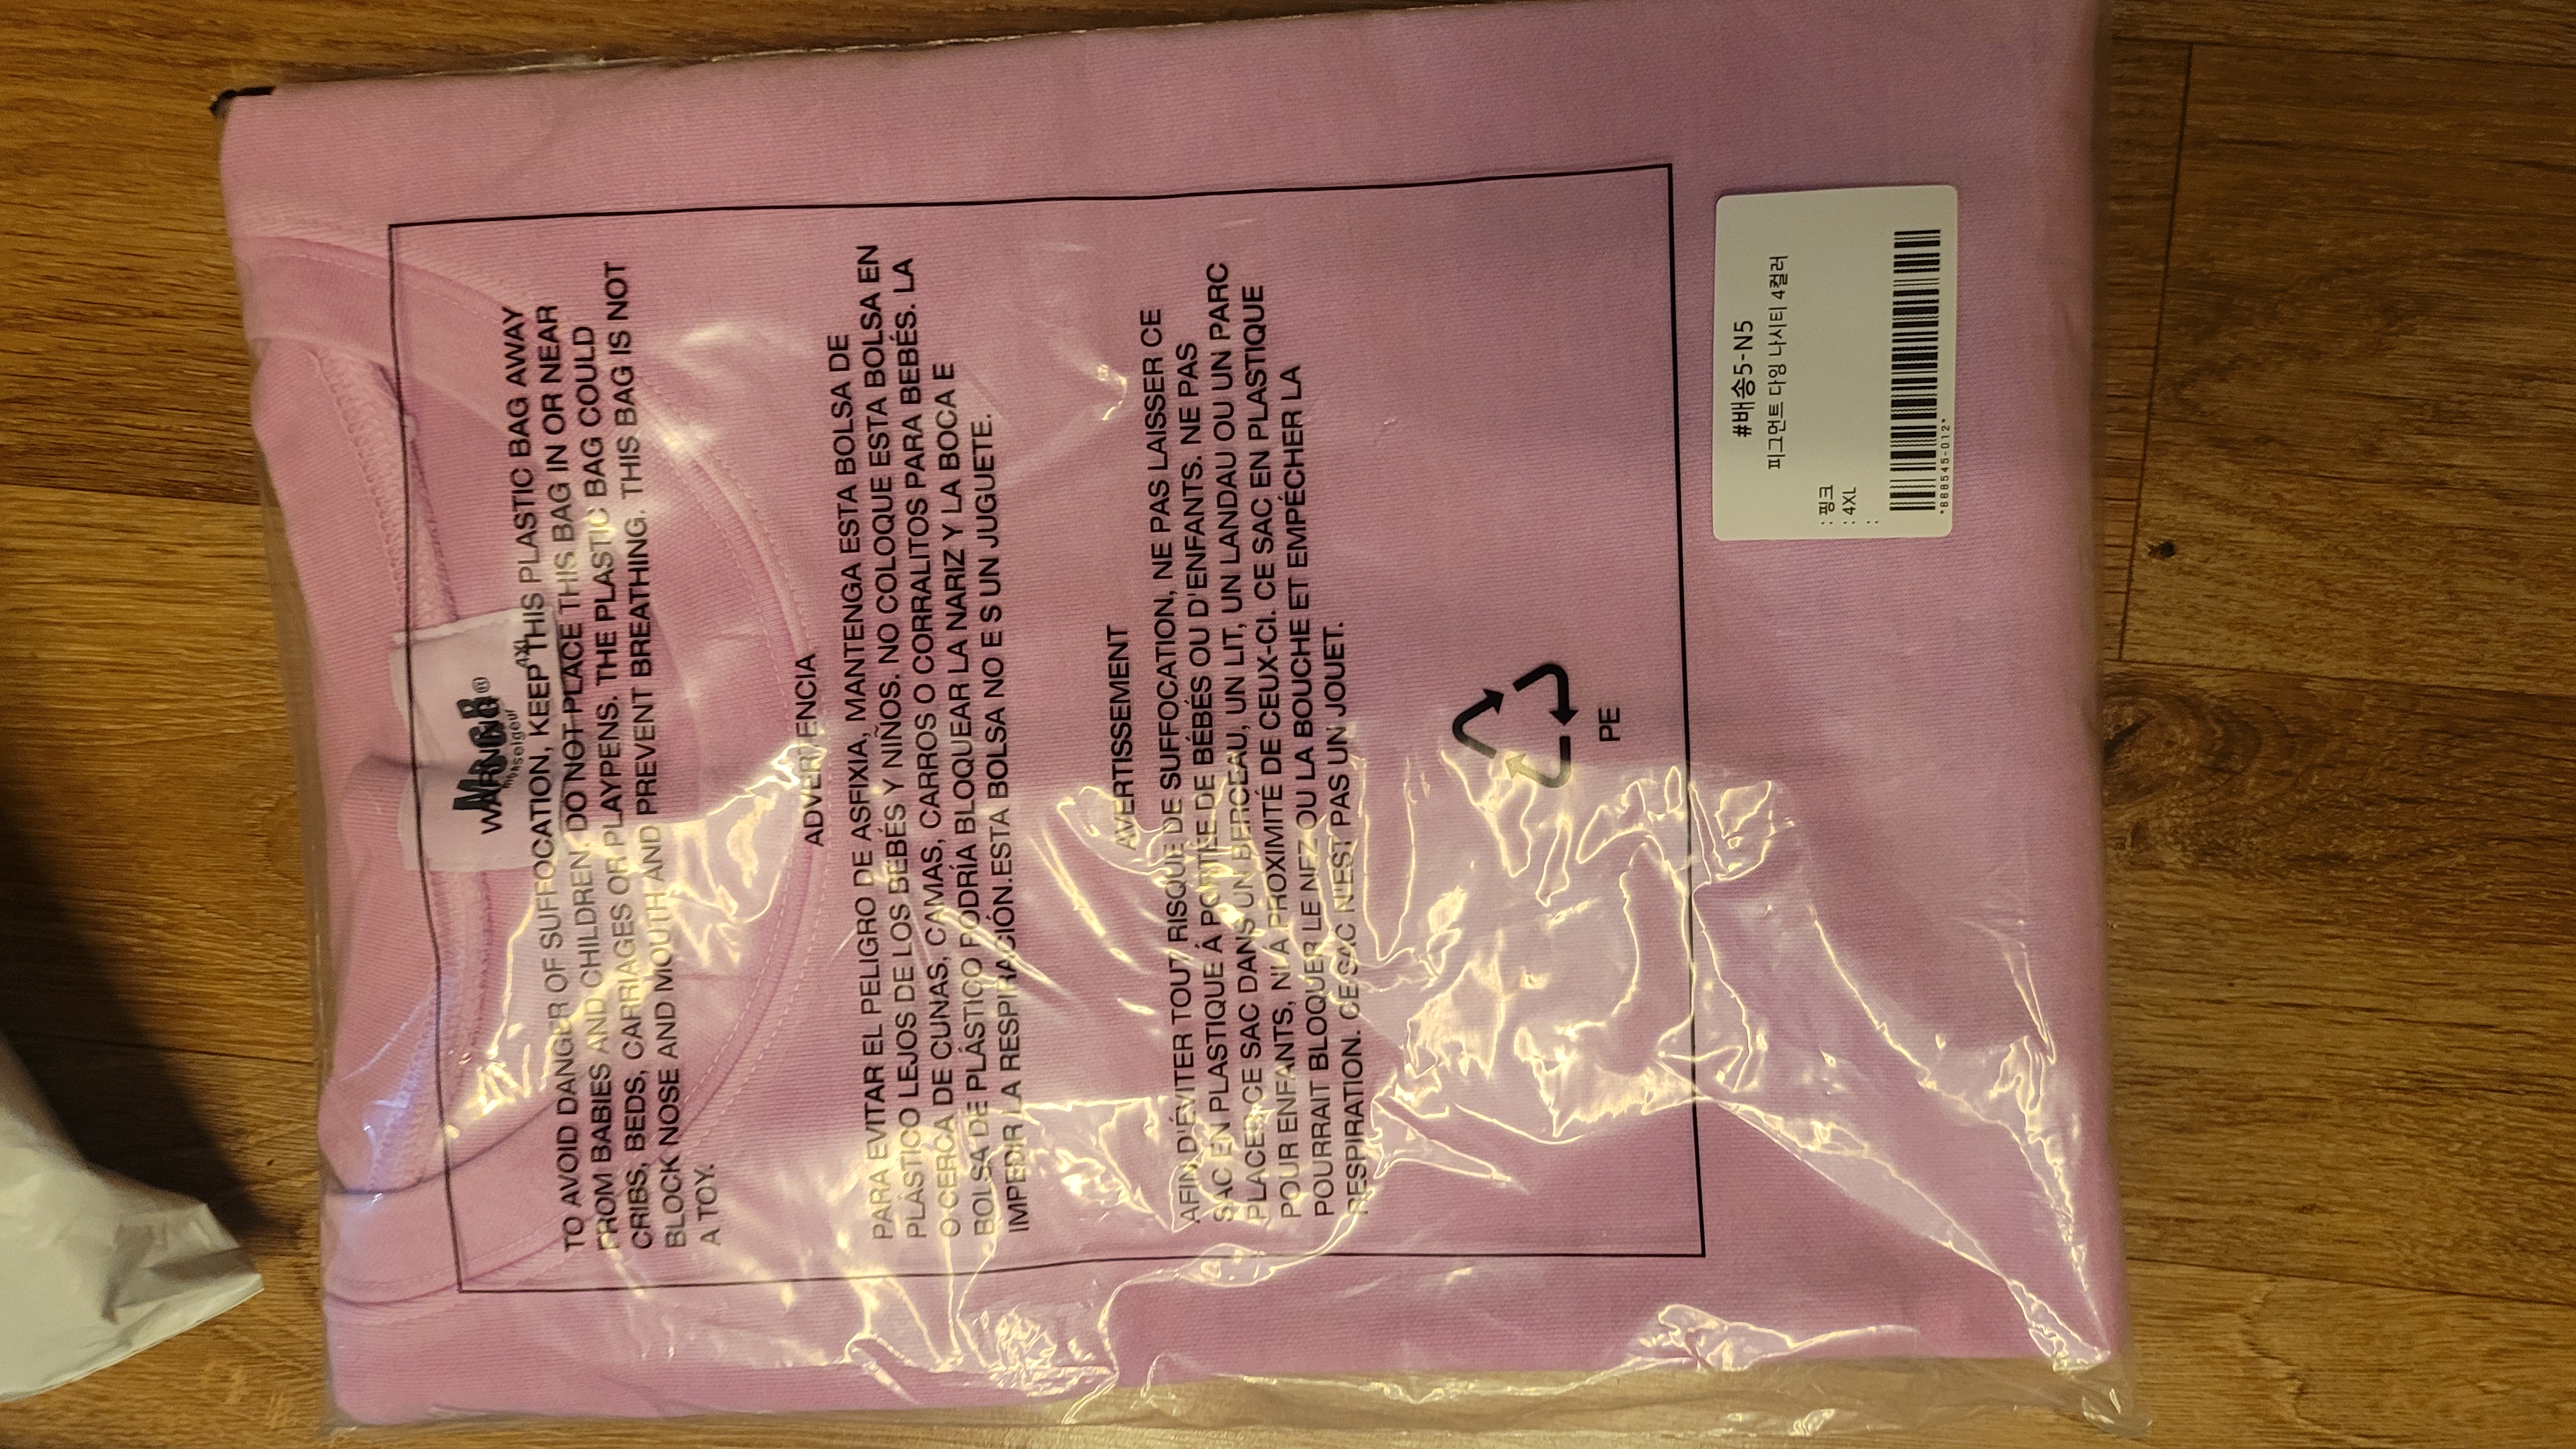 MR.GB®
monseigeur
4XL
WARNING
TO AVOID DANGER OF SUFFOCATION, KEEP THIS PLASTIC BAG AWAY
FROM BABIES AND CHILDREN. DO NOT PLACE THIS BAG IN OR NEAR
CRIBS, BEDS, CARRIAGES OR PLAYPENS. THE PLASTIC BAG COULD
BLOCK NOSE AND MOUTH AND PREVENT BREATHING. THIS BAG IS NOT
A TOY.
ADVERTENCIA
PARA EVITAR EL PELIGRO DE ASFIXIA, MANTENGA ESTA BOLSA DE
PLÁSTICO LEJOS DE LOS BEBÉS Y NIÑOS. NO COLOQUE ESTA BOLSA EN
O CERCA DE CUNAS, CAMAS, CARROS O CORRALITOS PARA BEBÉS. LA
BOLSA DE PLÁSTICO PODRÍA BLOQUEAR LA NARIZ Y LA BOCA E
IMPEDIR LA RESPIRACIÓN.ESTA BOLSA NO E S UN JUGUETE.
AVERTISSEMENT
AFIN D'ÉVITER TOUT RISQUE DE SUFFOCATION, NE PAS LAISSER CE
SAC EN PLASTIQUE Á PORTÉE DE BÉBÉS OU D'ENFANTS. NE PAS
PLACER CE SAC DANS UN BERCEAU, UN LIT, UN LANDAU OU UN PARC
POUR ENFANTS, NI Á PROXIMITÉ DE CEUX-CI. CE SAC EN PLASTIQUE
POURRAIT BLOQUER LE NEZ OU LA BOUCHE ET EMPÉCHER LA
RESPIRATION. CE SAC N'EST PAS UN JOUET.
PE
#배송5-N5
피그먼트 다잉 나시티 4컬러
: 핑크
: 4XL
:
*868545-012*